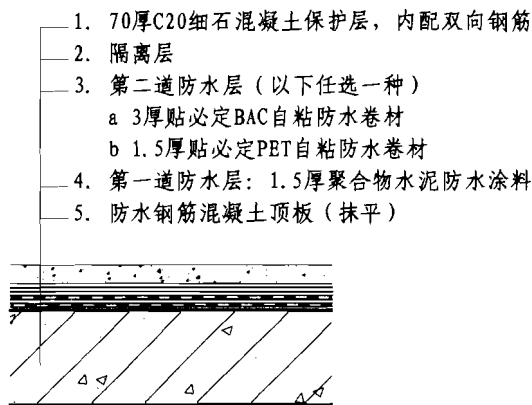 1. 70厚C20细石混凝土保护层，内配双向钢筋
2. 隔离层
3. 第二道防水层（以下任选一种）
a 3厚贴必定BAC自粘防水卷材
b 1.5厚贴必定PET自粘防水卷材
4. 第一道防水层：1.5厚聚合物水泥防水涂料
5. 防水钢筋混凝土顶板（抹平）